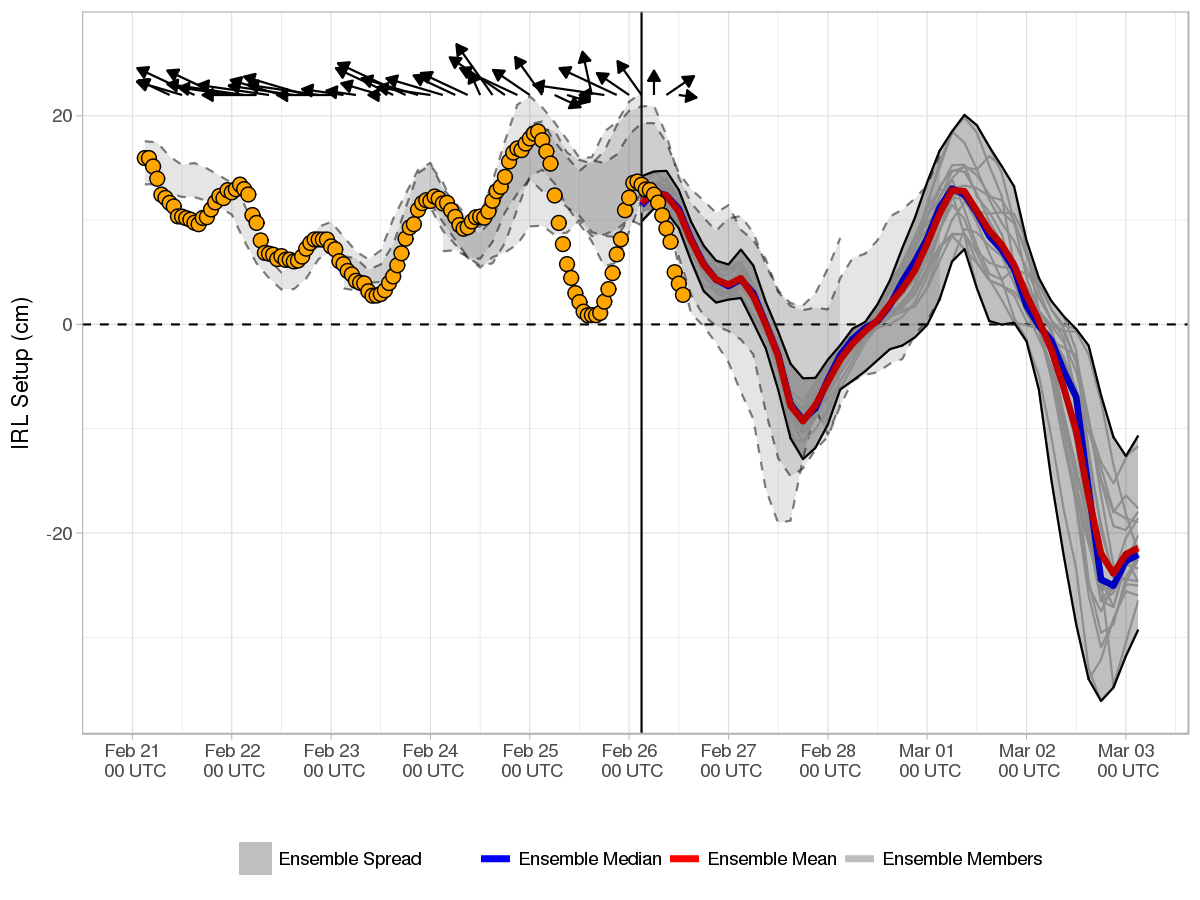 IRL Setup (cm)
20
0
-20
Feb 21 Feb 22 Feb 23 Feb 24 Feb 25 Feb 26 Feb 27 Feb 28 Mar 01 Mar 02 Mar 03
00 UTC 00 UTC 00 UTC 00 UTC 00 UTC 00 UTC 00 UTC 00 UTC 00 UTC 00 UTC 00 UTC
Ensemble Spread Ensemble Median Ensemble Mean Ensemble Members